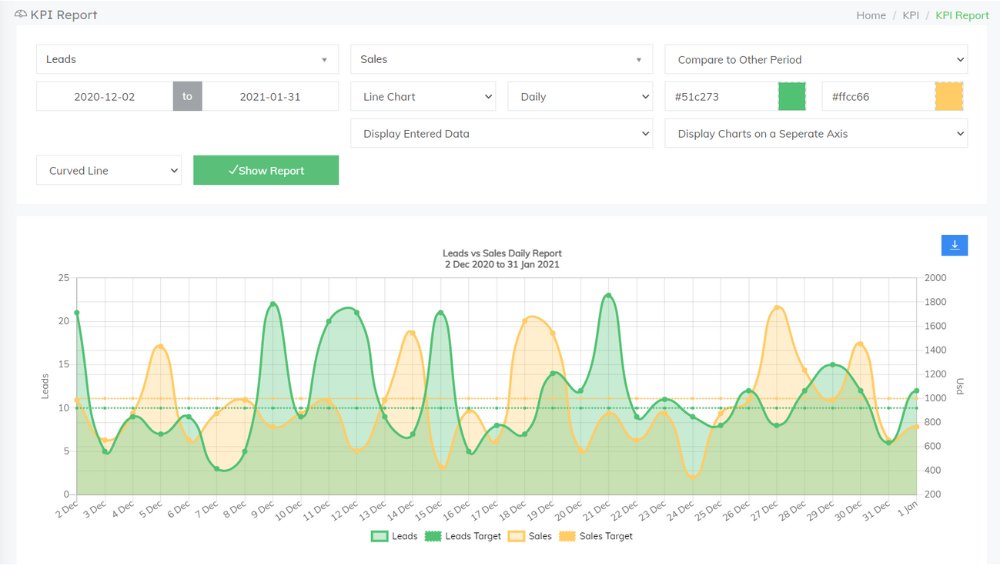 KPI Report
Home / KPI / KPI Report
Leads
Sales
Compare to Other Period
2020-12-02 to 2021-01-31
Line Chart
Daily
#51c273
#ffcc66
Display Entered Data
Display Charts on a Seperate Axis
Curved Line
✓Show Report
Leads vs Sales Daily Report
2 Dec 2020 to 31 Jan 2021
25
20
15
10
5
0
Leads
2000
1800
1600
1400
1200
1000
800
600
400
200
Usd
2 Dec 3 Dec 4 Dec 5 Dec 6 Dec 7 Dec 8 Dec 9 Dec 10 Dec 11 Dec 12 Dec 13 Dec 14 Dec 15 Dec 16 Dec 17 Dec 18 Dec 19 Dec 20 Dec 21 Dec 22 Dec 23 Dec 24 Dec 25 Dec 26 Dec 27 Dec 28 Dec 29 Dec 30 Dec 31 Dec 1 Jan
Leads Leads Target Sales Sales Target